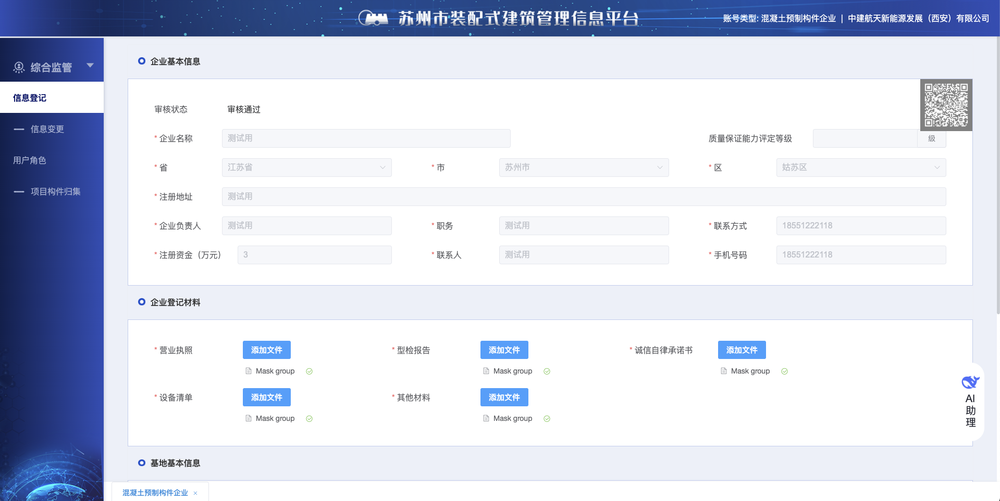 苏州市装配式建筑管理信息平台
账号类型: 混凝土预制构件企业 | 中建航天新能源发展（西安）有限公司
综合监管
信息登记
信息变更
用户角色
项目构件归集
企业基本信息
审核状态 审核通过
* 企业名称 测试用 质量保证能力评定等级 级
* 省 江苏省 * 市 苏州市 * 区 姑苏区
* 注册地址 测试用
* 企业负责人 测试用 * 职务 测试用 * 联系方式 18551222118
* 注册资金（万元） 3 * 联系人 测试用 * 手机号码 18551222118
企业登记材料
* 营业执照 添加文件 * 型检报告 添加文件 * 诚信自律承诺书 添加文件
Mask group Mask group Mask group
* 设备清单 添加文件 * 其他材料 添加文件
Mask group Mask group
AI
助
理
基地基本信息
混凝土预制构件企业 ×